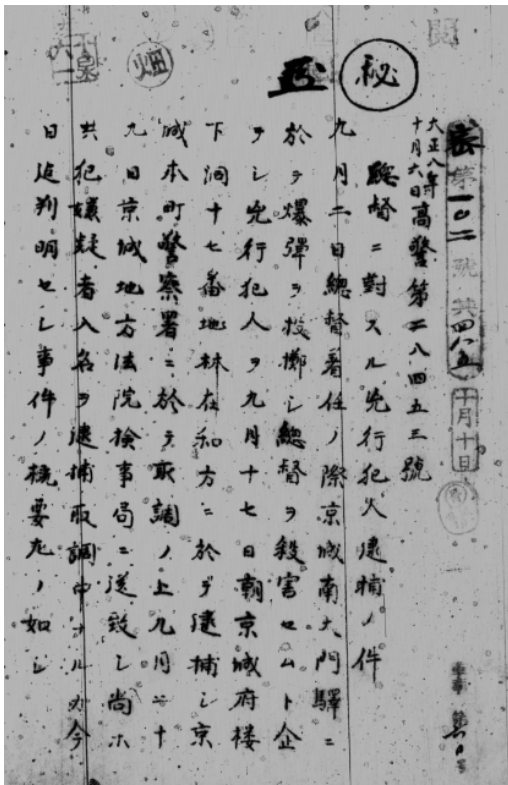 秘
畑
第一〇二號共四八五
十月十日
大正八年
十月六日高警第二八四五三號
總督ニ對スル兇行犯人逮捕ノ件
九月二日總督着任ノ際京城南大門驛ニ
於テ爆彈ヲ投擲シ總督ヲ殺害セムト企
テシ兇行犯人ヲ九月十七日朝京城府樓
下洞十七番地林在和方ニ於テ逮捕シ京
城本町警察署ニ於テ取調ノ上九月二十
九日京城地方法院檢事局ニ送致シ尚ホ
共犯嫌疑者八名ヲ逮捕取調中ナルカ今
日迄判明セシ事件ノ概要左ノ如シ